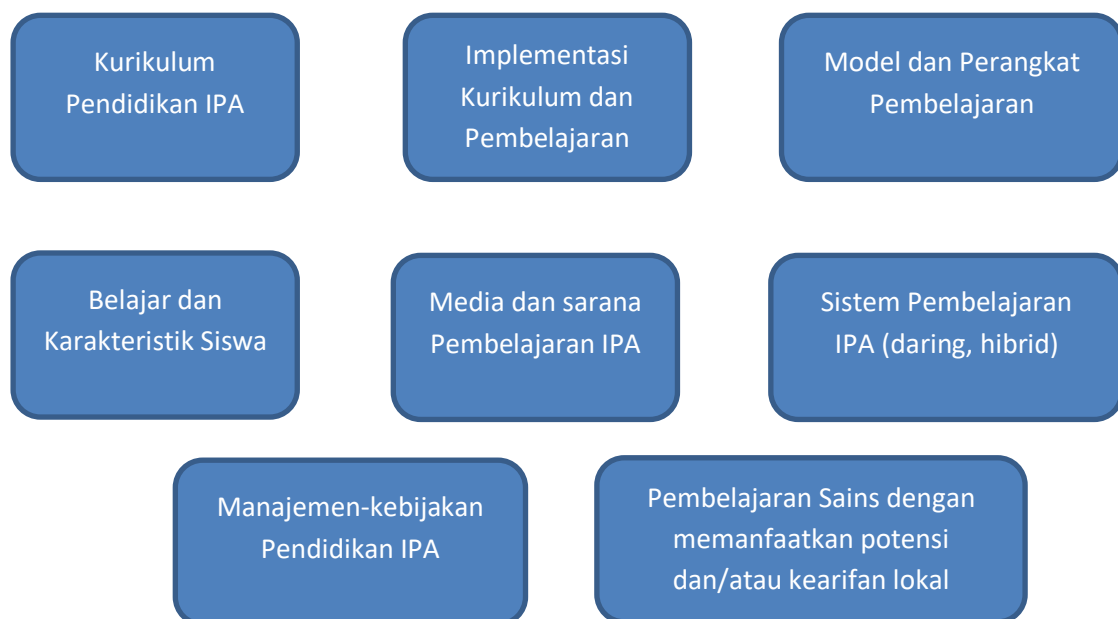 Kurikulum
Pendidikan IPA
Implementasi
Kurikulum dan
Pembelajaran
Model dan Perangkat
Pembelajaran
Belajar dan
Karakteristik Siswa
Media dan sarana
Pembelajaran IPA
Sistem Pembelajaran
IPA (daring, hibrid)
Manajemen-kebijakan
Pendidikan IPA
Pembelajaran Sains dengan
memanfaatkan potensi
dan/atau kearifan lokal